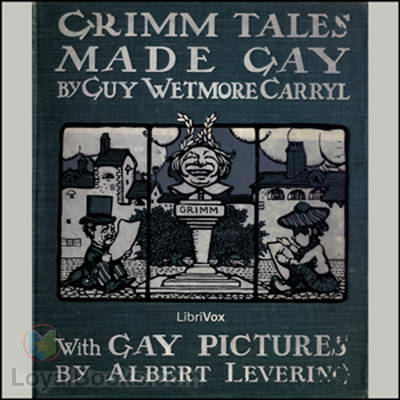 GRIMM TALES
MADE GAY
BY GUY WETMORE CARRYL
GRIMM
LibriVox
With GAY PICTURES
BY ALBERT LEVERING
LoyalBooks.com